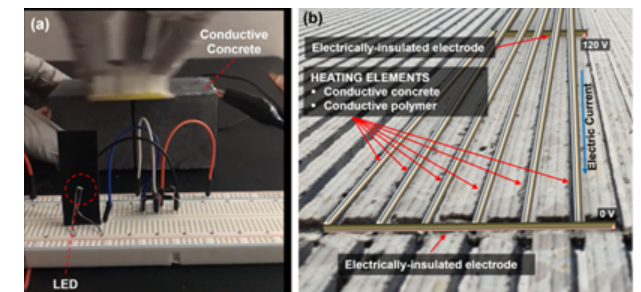 (a)
Conductive
Concrete
LED
(b)
Electrically-insulated electrode
120 V
HEATING ELEMENTS
▪ Conductive concrete
▪ Conductive polymer
Electric Current
0 V
Electrically-insulated electrode